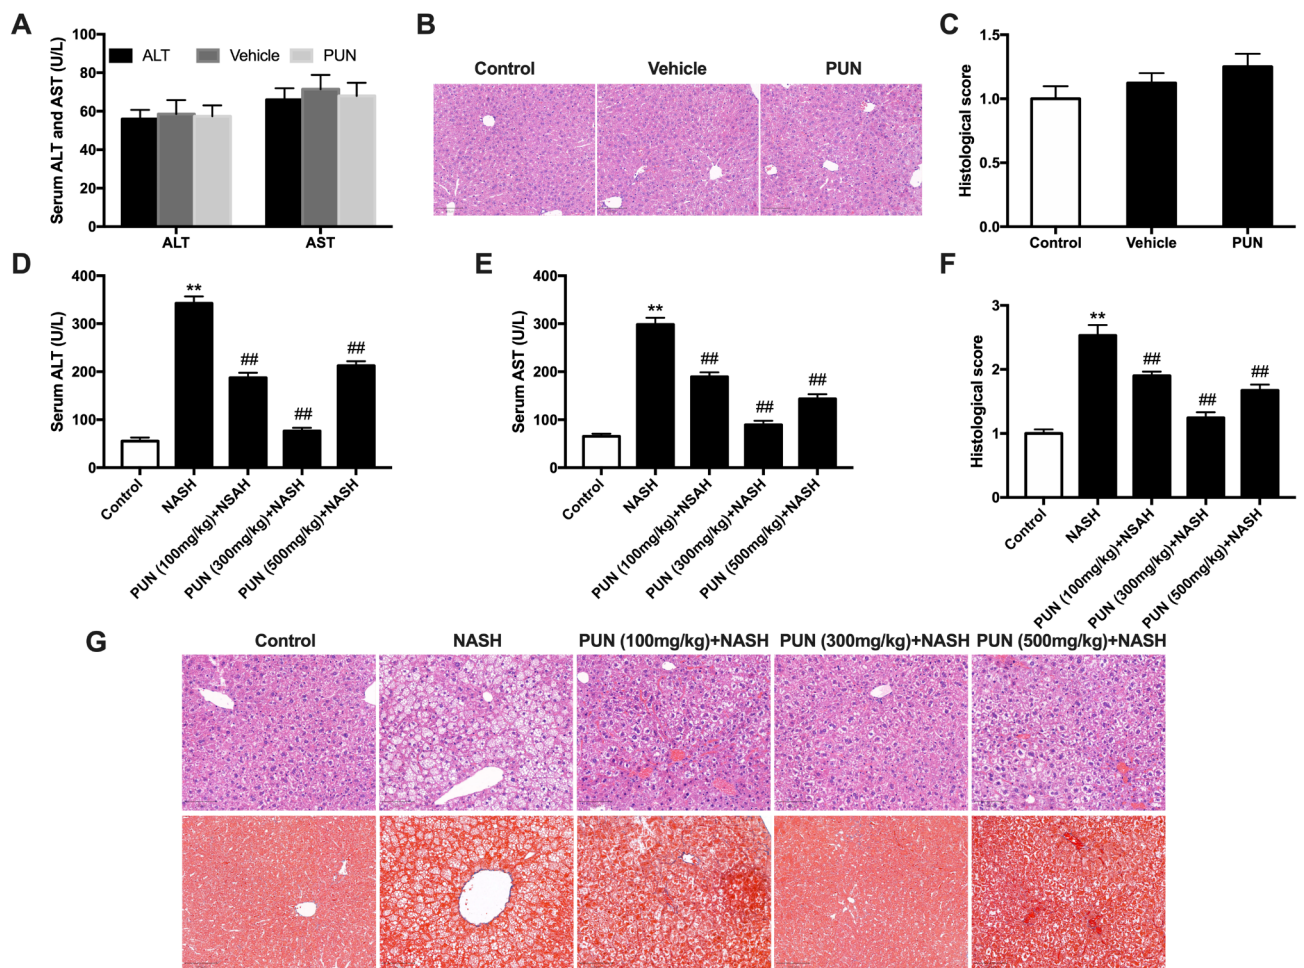 A
Serum ALT and AST (U/L)
100
80
60
40
20
0
ALT
Vehicle
PUN
ALT
AST
B
Control
Vehicle
PUN
C
Histological score
1.5
1.0
0.5
0.0
Control
Vehicle
PUN
D
Serum ALT (U/L)
400
300
200
100
0
**
##
##
##
Control
NASH
PUN (100mg/kg)+NSAH
PUN (300mg/kg)+NASH
PUN (500mg/kg)+NASH
E
Serum AST (U/L)
400
300
200
100
0
**
##
##
##
Control
NASH
PUN (100mg/kg)+NSAH
PUN (300mg/kg)+NASH
PUN (500mg/kg)+NASH
F
Histological score
3
2
1
0
**
##
##
##
Control
NASH
PUN (100mg/kg)+NSAH
PUN (300mg/kg)+NASH
PUN (500mg/kg)+NASH
G
Control
NASH
PUN (100mg/kg)+NASH
PUN (300mg/kg)+NASH
PUN (500mg/kg)+NASH